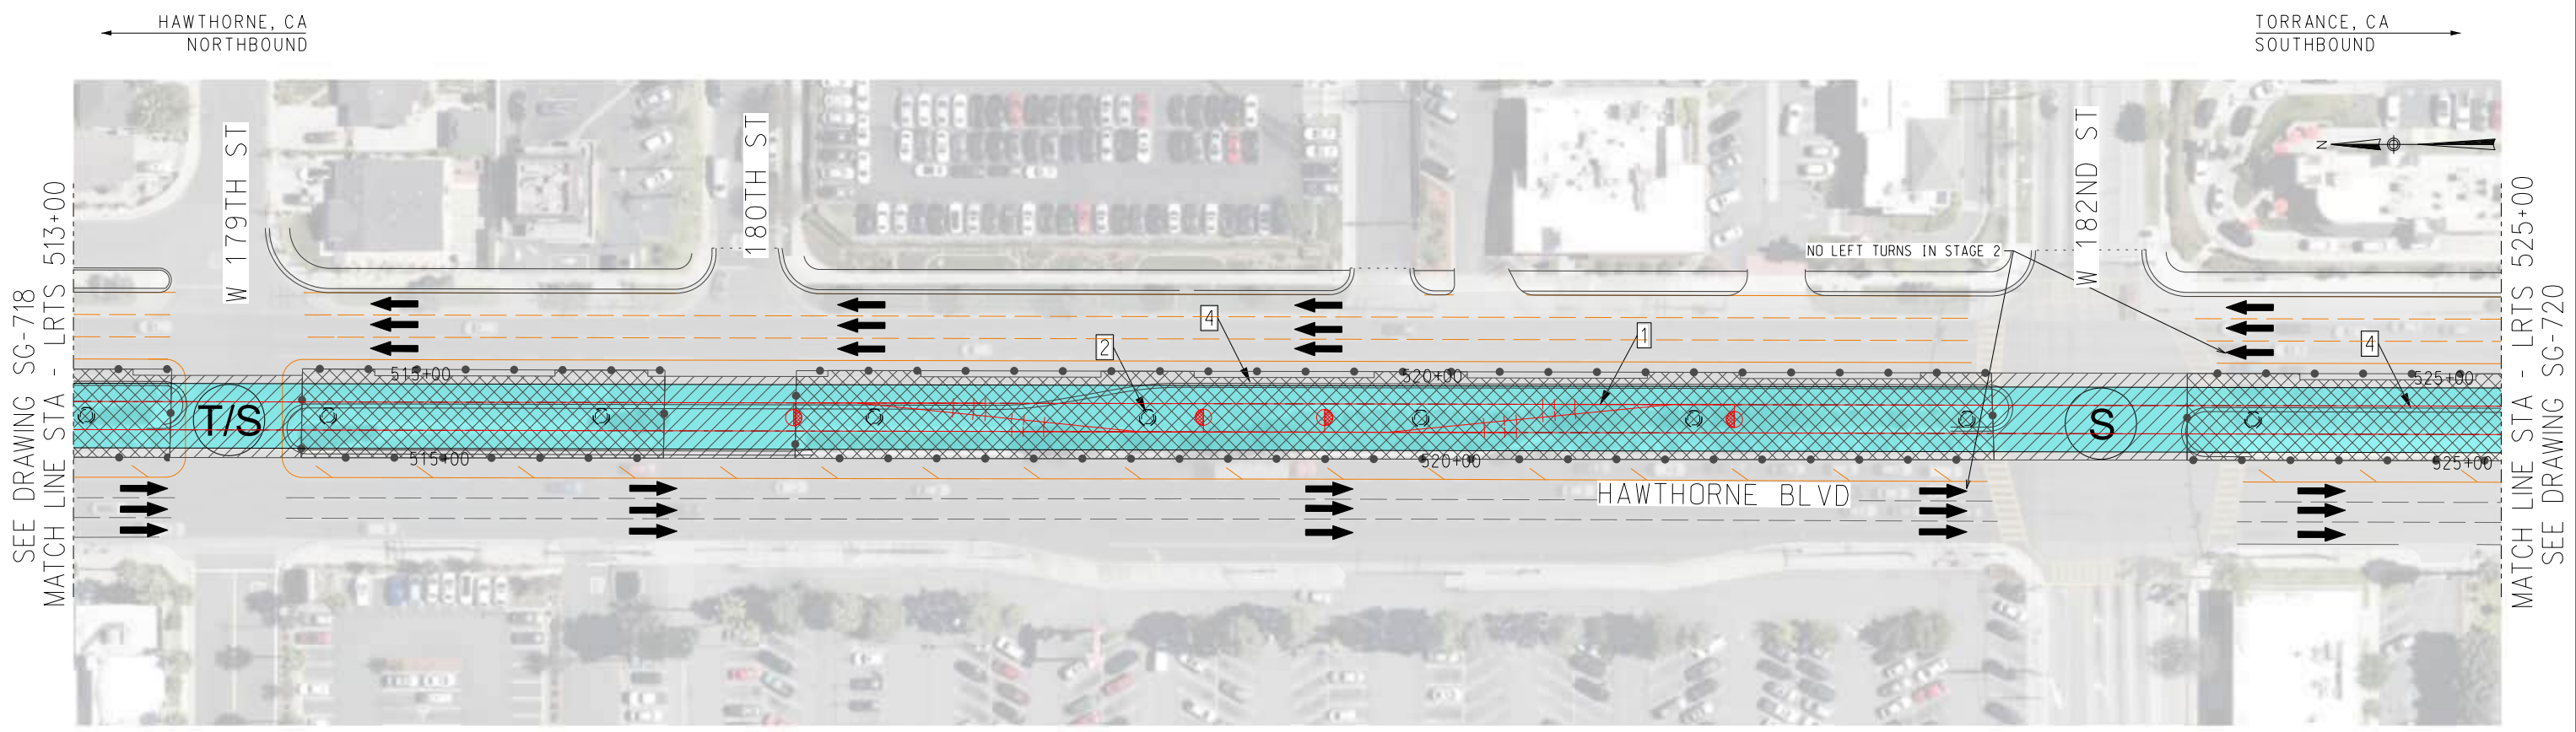 HAWTHORNE, CA
NORTHBOUND
TORRANCE, CA
SOUTHBOUND
SEE DRAWING SG-718
MATCH LINE STA - LRTS 513+00
W 179TH ST
180TH ST
W 182ND ST
N
NO LEFT TURNS IN STAGE 2
4
2
1
4
515+00
520+00
525+00
T/S
S
515+00
520+00
525+00
HAWTHORNE BLVD
MATCH LINE STA - LRTS 525+00
SEE DRAWING SG-720